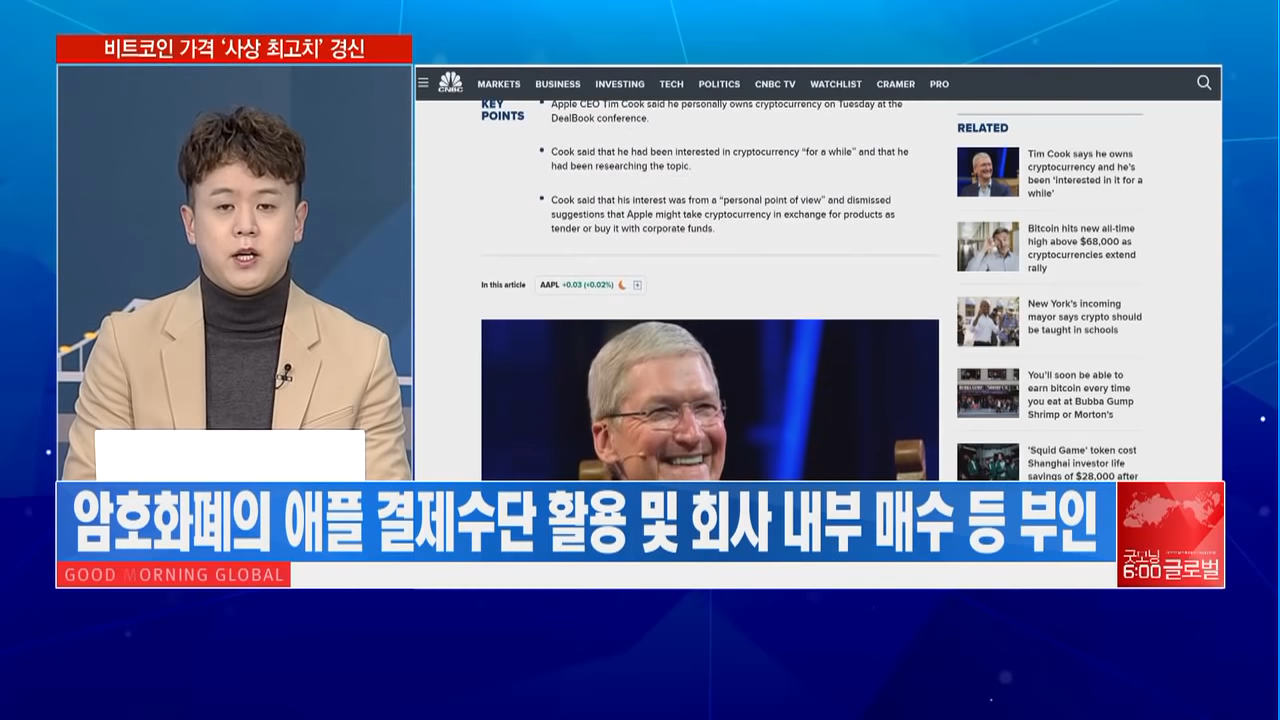 비트코인 가격 ‘사상 최고치’ 경신
CNBC
MARKETS BUSINESS INVESTING TECH POLITICS CNBC TV WATCHLIST CRAMER PRO
KEY
POINTS
Apple CEO Tim Cook said he personally owns cryptocurrency on Tuesday at the
DealBook conference.
Cook said that he had been interested in cryptocurrency “for a while” and that he
had been researching the topic.
Cook said that his interest was from a “personal point of view” and dismissed
suggestions that Apple might take cryptocurrency in exchange for products as
tender or buy it with corporate funds.
In this article AAPL +0.03 (+0.02%)
RELATED
Tim Cook says he owns
cryptocurrency and he’s
been ‘interested in it for a
while’
Bitcoin hits new all-time
high above $68,000 as
cryptocurrencies extend
rally
New York’s incoming
mayor says crypto should
be taught in schools
You’ll soon be able to
earn bitcoin every time
you eat at Bubba Gump
Shrimp or Morton’s
‘Squid Game’ token cost
Shanghai investor life
savings of $28,000 after
암호화폐의 애플 결제수단 활용 및 회사 내부 매수 등 부인
GOOD MORNING GLOBAL
굿모닝
6:00 글로벌